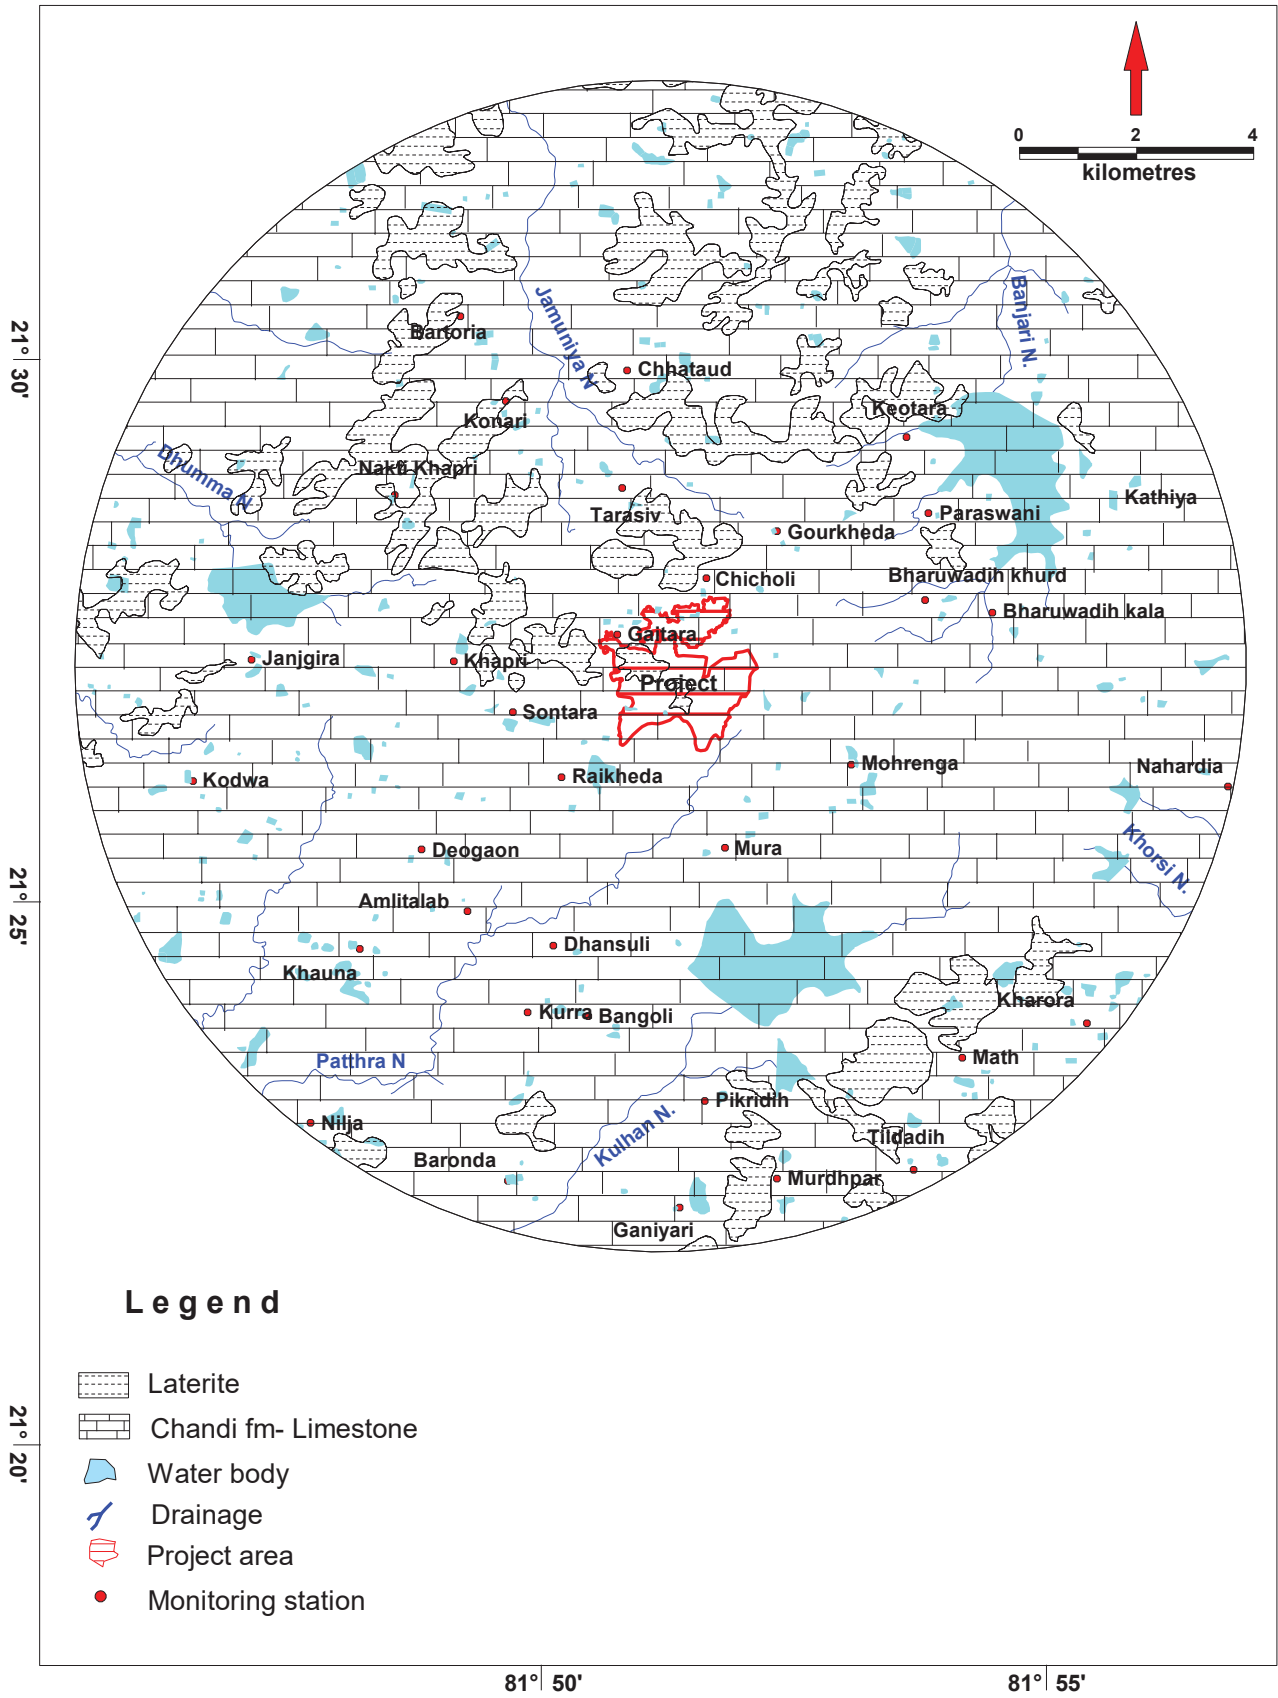 0 2 4
kilometres
Jamuniya N
Banjari N.
Bartoria
21° 30'
Chhataud
Keotara
Konari
Dhumma N
Nakti Khapri
Kathiya
Tarasiv
Paraswani
Gourkheda
Chicholi
Bharuwadih khurd
Bharuwadih kala
Gaitara
Janjgira
Khapri
Project
Sontara
Mohrenga
Nahardia
Kodwa
Raikheda
Khorsi N.
Deogaon
Mura
21° 25'
Amlitalab
Dhansuli
Khauna
Kharora
Kurra
Bangoli
Math
Patthra N
Pikridih
Nilja
Kulhan N.
Tildadih
Baronda
Murdhpar
Ganiyari
Legend
Laterite
Chandi fm- Limestone
21° 20'
Water body
Drainage
Project area
Monitoring station
81° 50' 81° 55'